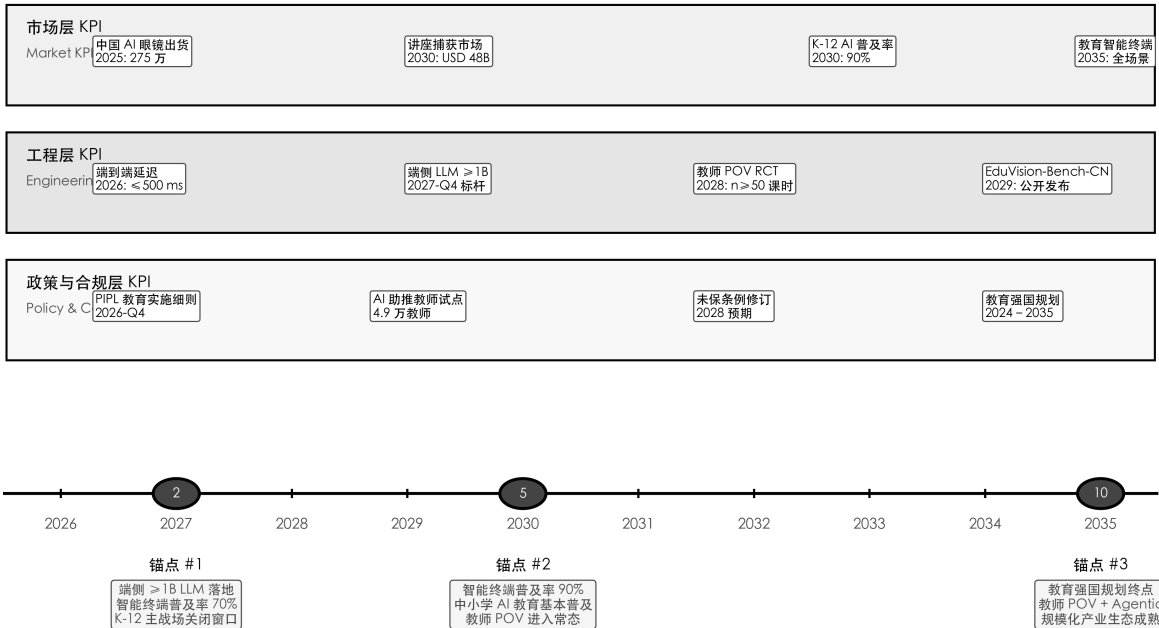 市场层 KPI
Market KPI
中国 AI 眼镜出货
2025: 275 万
讲座捕获市场
2030: USD 48B
K-12 AI 普及率
2030: 90%
教育智能终端
2035: 全场景
工程层 KPI
Engineerin
端到端延迟
2026: ≤500 ms
端侧 LLM ≥1B
2027-Q4 标杆
教师 POV RCT
2028: n≥50 课时
EduVision-Bench-CN
2029: 公开发布
政策与合规层 KPI
Policy & C
PIPL 教育实施细则
2026-Q4
AI 助推教师试点
4.9 万教师
未保条例修订
2028 预期
教育强国规划
2024 – 2035
2
5
10
2026
2027
2028
2029
2030
2031
2032
2033
2034
2035
锚点 #1
端侧 ≥1B LLM 落地
智能终端普及率 70%
K-12 主战场关闭窗口
锚点 #2
智能终端普及率 90%
中小学 AI 教育基本普及
教师 POV 进入常态
锚点 #3
教育强国规划终点
教师 POV + Agentic
规模化产业生态成熟